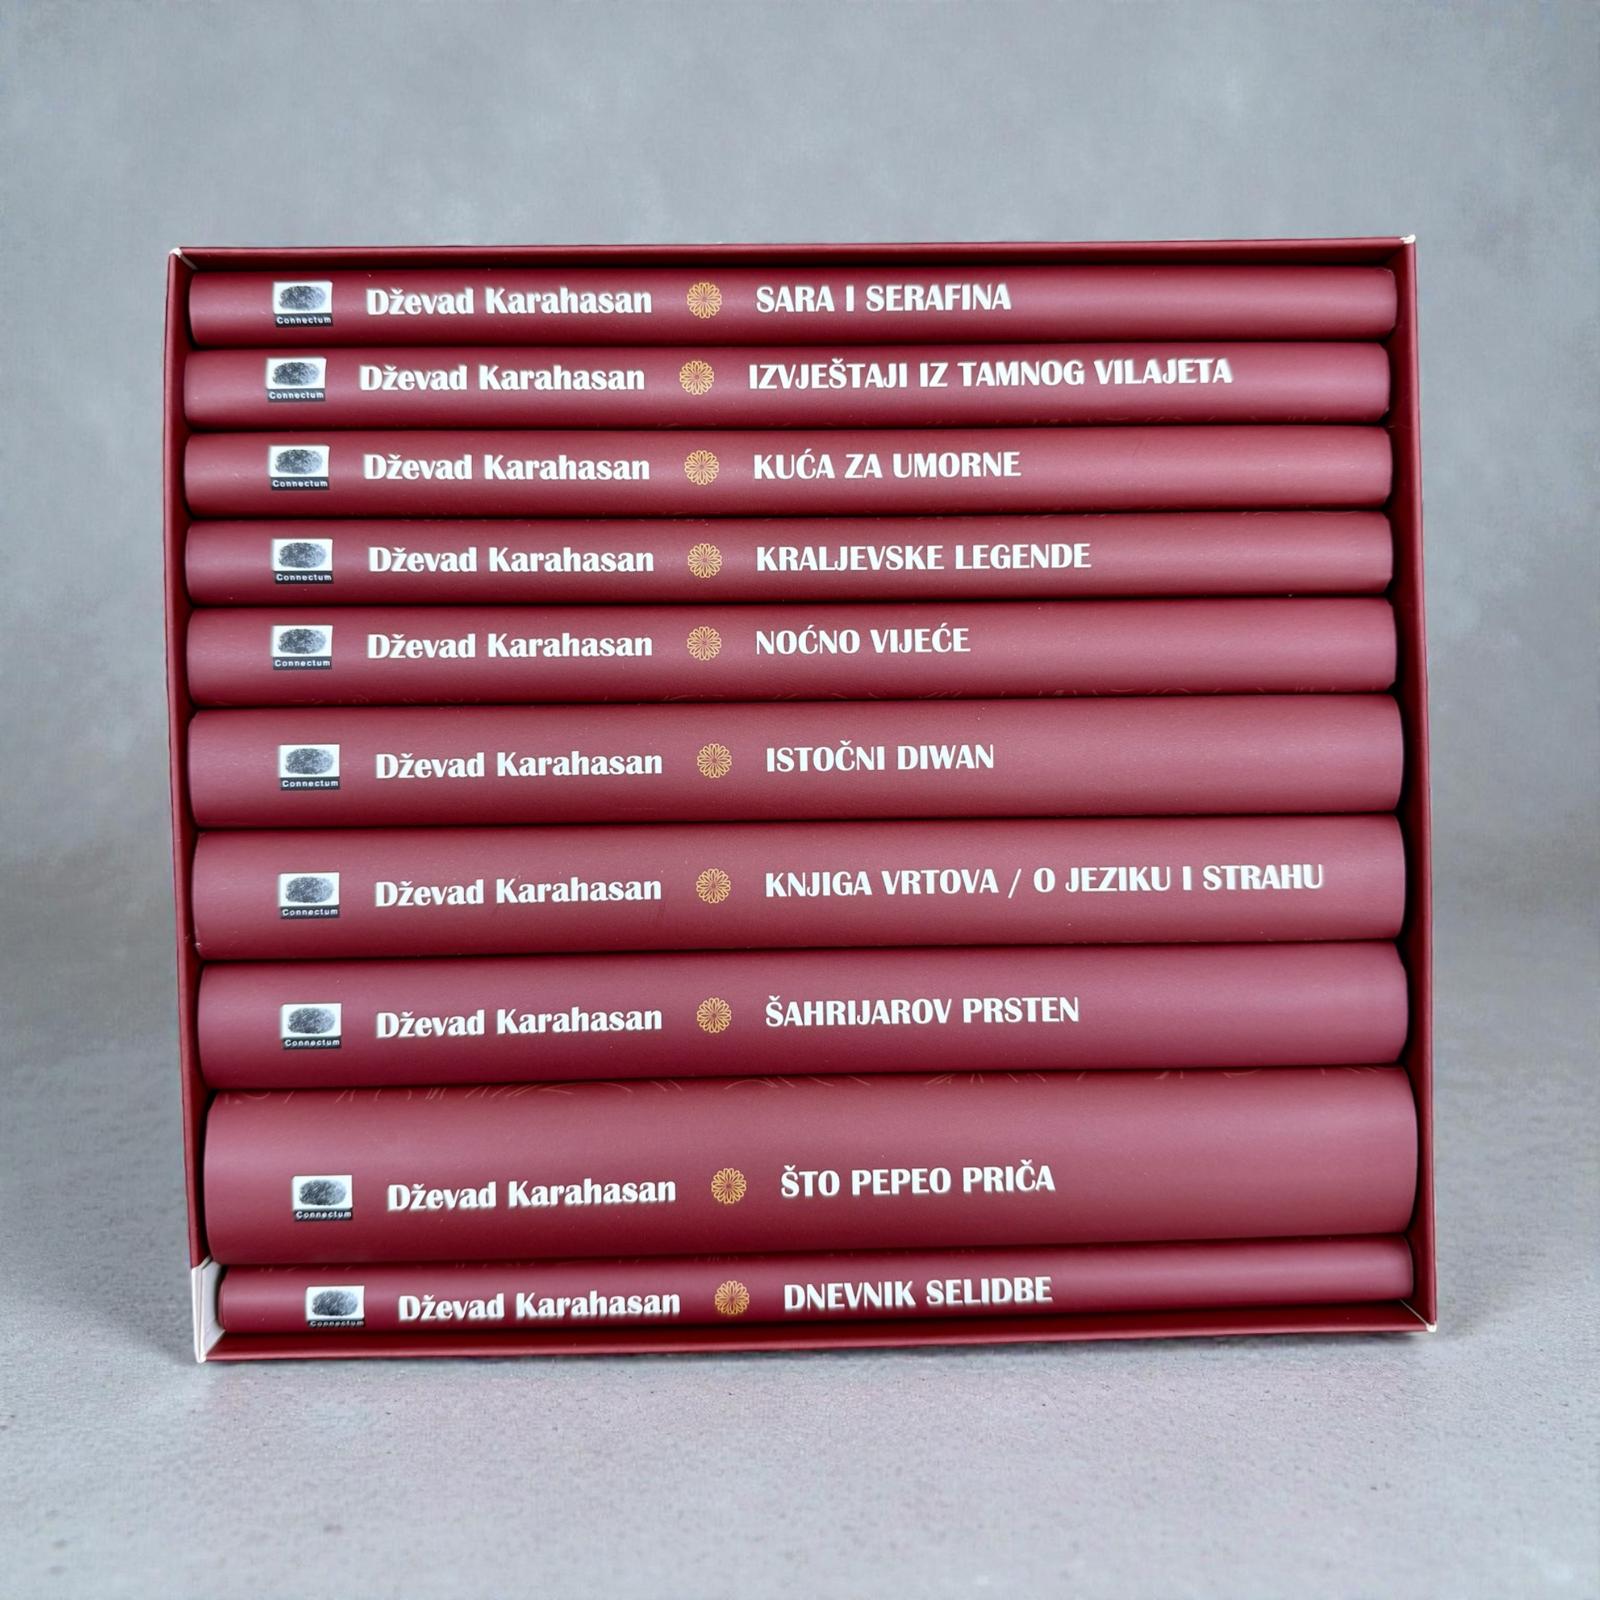 Connectum Dževad Karahasan SARA I SERAFINA
Connectum Dževad Karahasan IZVJEŠTAJI IZ TAMNOG VILAJETA
Connectum Dževad Karahasan KUĆA ZA UMORNE
Connectum Dževad Karahasan KRALJEVSKE LEGENDE
Connectum Dževad Karahasan NOĆNO VIJEĆE
Connectum Dževad Karahasan ISTOČNI DIWAN
Connectum Dževad Karahasan KNJIGA VRTOVA / O JEZIKU I STRAHU
Connectum Dževad Karahasan ŠAHRIJAROV PRSTEN
Connectum Dževad Karahasan ŠTO PEPEO PRIČA
Connectum Dževad Karahasan DNEVNIK SELIDBE